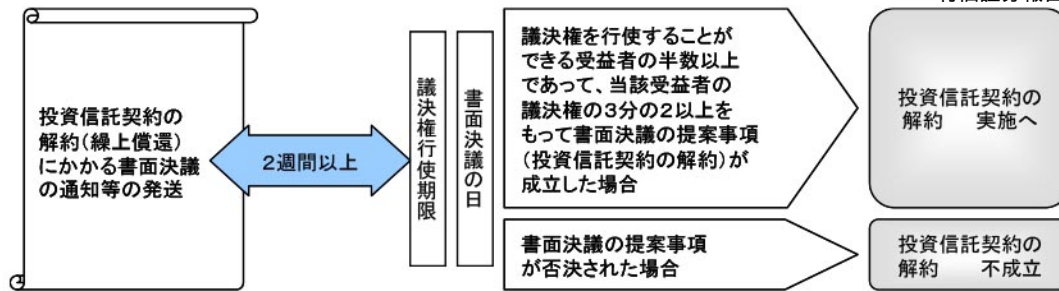 投資信託契約の
解約（繰上償還）
にかかる書面決議
の通知等の発送
２週間以上
議決権行使期限
書面決議の日
議決権を行使することが
できる受益者の半数以上
であって、当該受益者の
議決権の３分の２以上を
もって書面決議の提案事項
（投資信託契約の解約）が
成立した場合
投資信託契約の
解約　　実施へ
書面決議の提案事項
が否決された場合
投資信託契約の
解約　　不成立